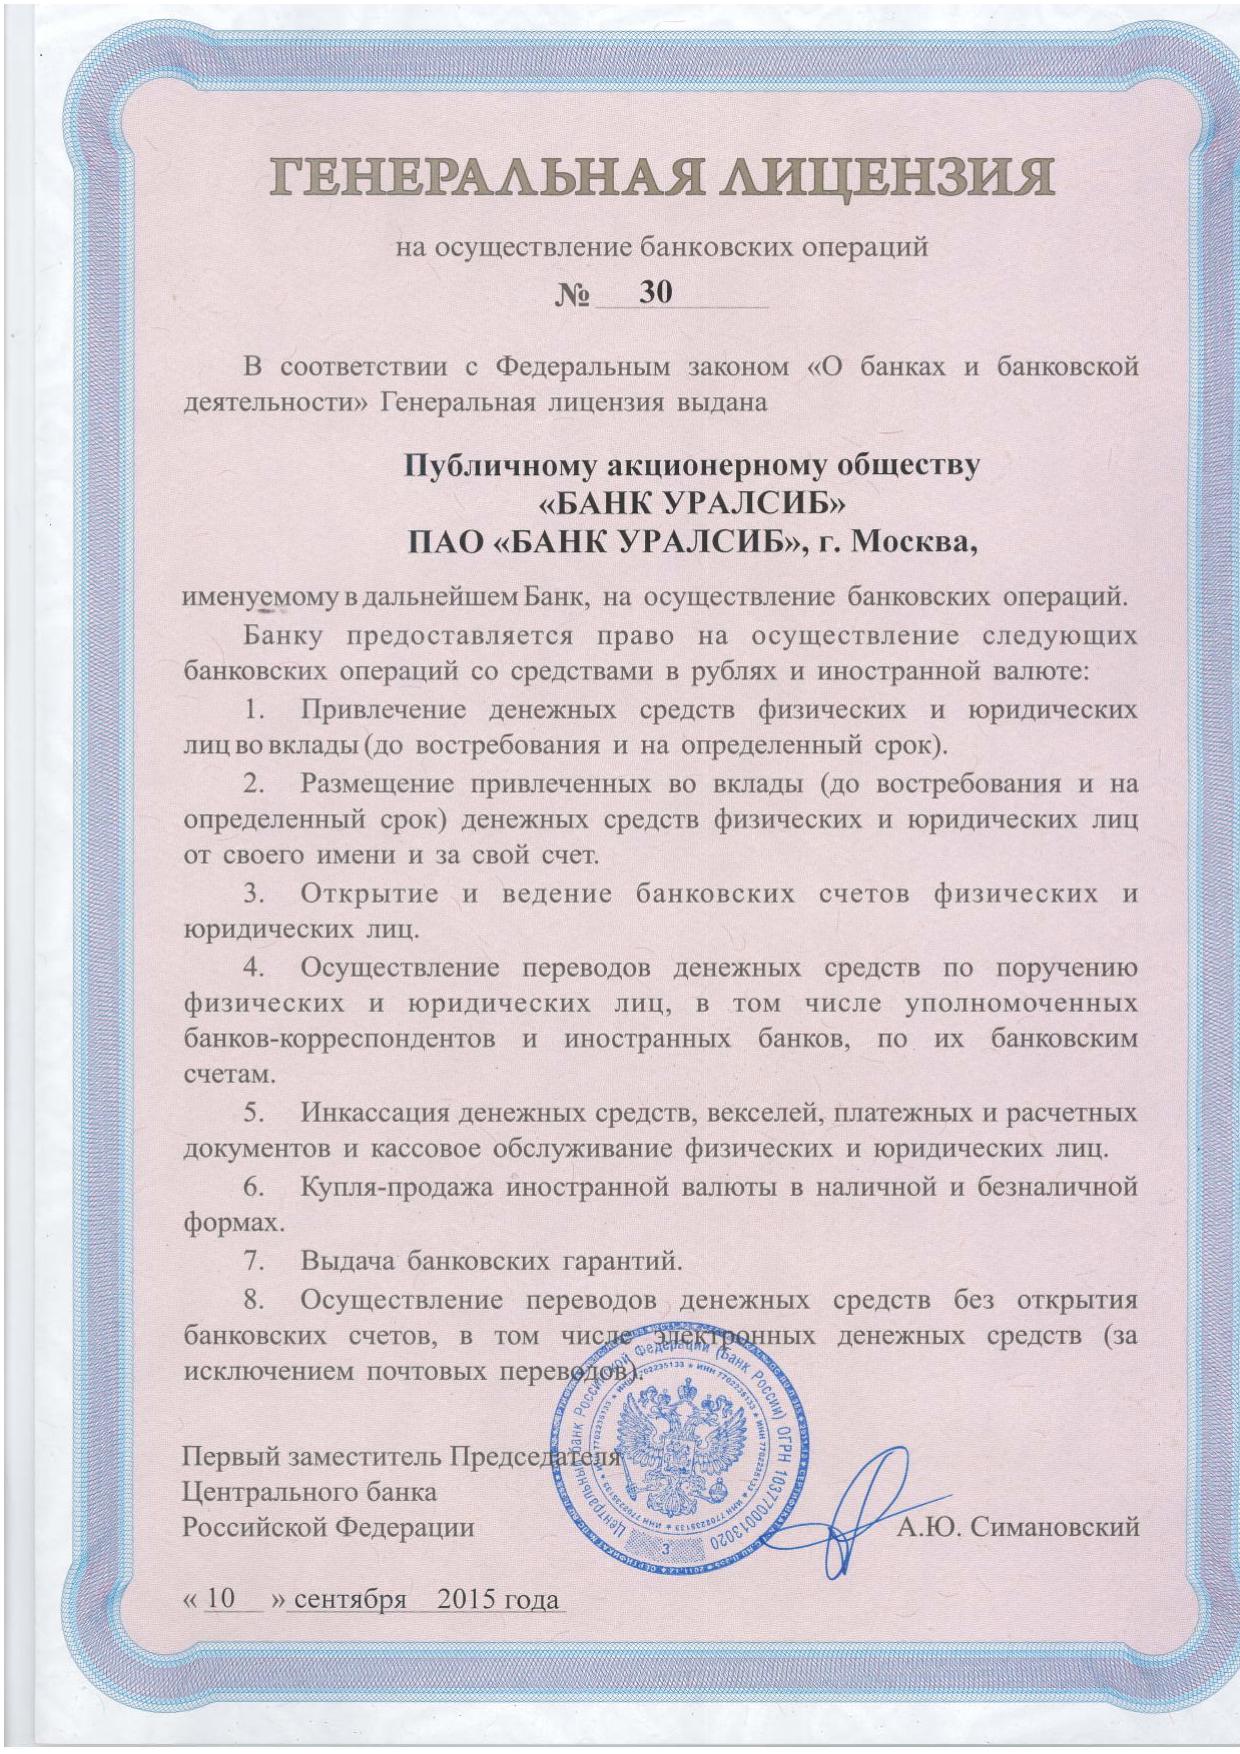 ГЕНЕРАЛЬНАЯ ЛИЦЕНЗИЯ
на осуществление банковских операций
№ 30
В соответствии с Федеральным законом «О банках и банковской
деятельности» Генеральная лицензия выдана
Публичному акционерному обществу
«БАНК УРАЛСИБ»
ПАО «БАНК УРАЛСИБ», г. Москва,
именуемому в дальнейшем Банк, на осуществление банковских операций.
Банку предоставляется право на осуществление следующих
банковских операций со средствами в рублях и иностранной валюте:
1. Привлечение денежных средств физических и юридических
лиц во вклады (до востребования и на определенный срок).
2. Размещение привлеченных во вклады (до востребования и на
определенный срок) денежных средств физических и юридических лиц
от своего имени и за свой счет.
3. Открытие и ведение банковских счетов физических и
юридических лиц.
4. Осуществление переводов денежных средств по поручению
физических и юридических лиц, в том числе уполномоченных
банков-корреспондентов и иностранных банков, по их банковским
счетам.
5. Инкассация денежных средств, векселей, платежных и расчетных
документов и кассовое обслуживание физических и юридических лиц.
6. Купля-продажа иностранной валюты в наличной и безналичной
формах.
7. Выдача банковских гарантий.
8. Осуществление переводов денежных средств без открытия
банковских счетов, в том числе электронных денежных средств (за
исключением почтовых переводов).
Центральный банк Российской Федерации (Банк России) ОГРН 1037700013020
ИНН 7702235133 * ИНН 7702235133 * ИНН 7702235133 * ИНН 7702235133
3
Первый заместитель Председателя
Центрального банка
Российской Федерации А.Ю. Симановский
« 10 » сентября 2015 года